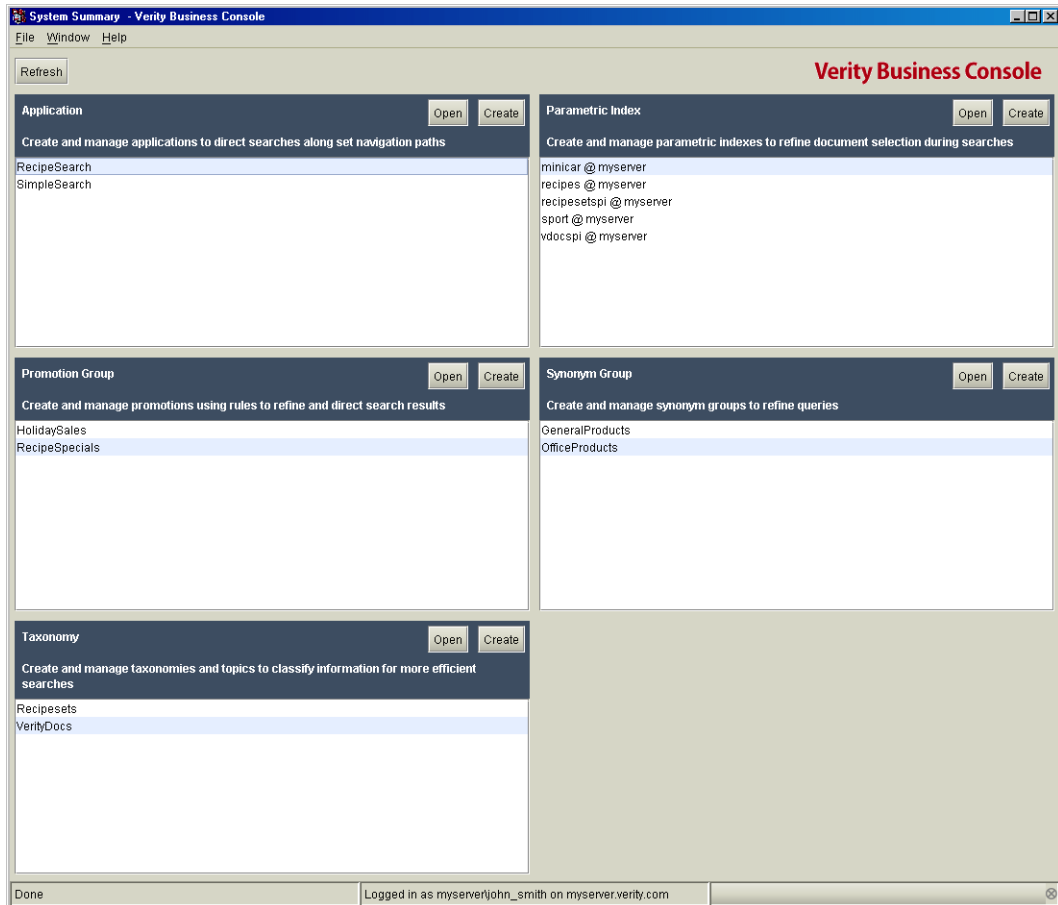 System Summary - Verity Business Console
File Window Help
Refresh
Verity Business Console
Application
Open Create
Create and manage applications to direct searches along set navigation paths
RecipeSearch
SimpleSearch
Parametric Index
Open Create
Create and manage parametric indexes to refine document selection during searches
minicar @ myserver
recipes @ myserver
recipesetspi @ myserver
sport @ myserver
vdocspi @ myserver
Promotion Group
Open Create
Create and manage promotions using rules to refine and direct search results
HolidaySales
RecipeSpecials
Synonym Group
Open Create
Create and manage synonym groups to refine queries
GeneralProducts
OfficeProducts
Taxonomy
Open Create
Create and manage taxonomies and topics to classify information for more efficient
searches
Recipesets
VerityDocs
Done
Logged in as myserver\john_smith on myserver.verity.com